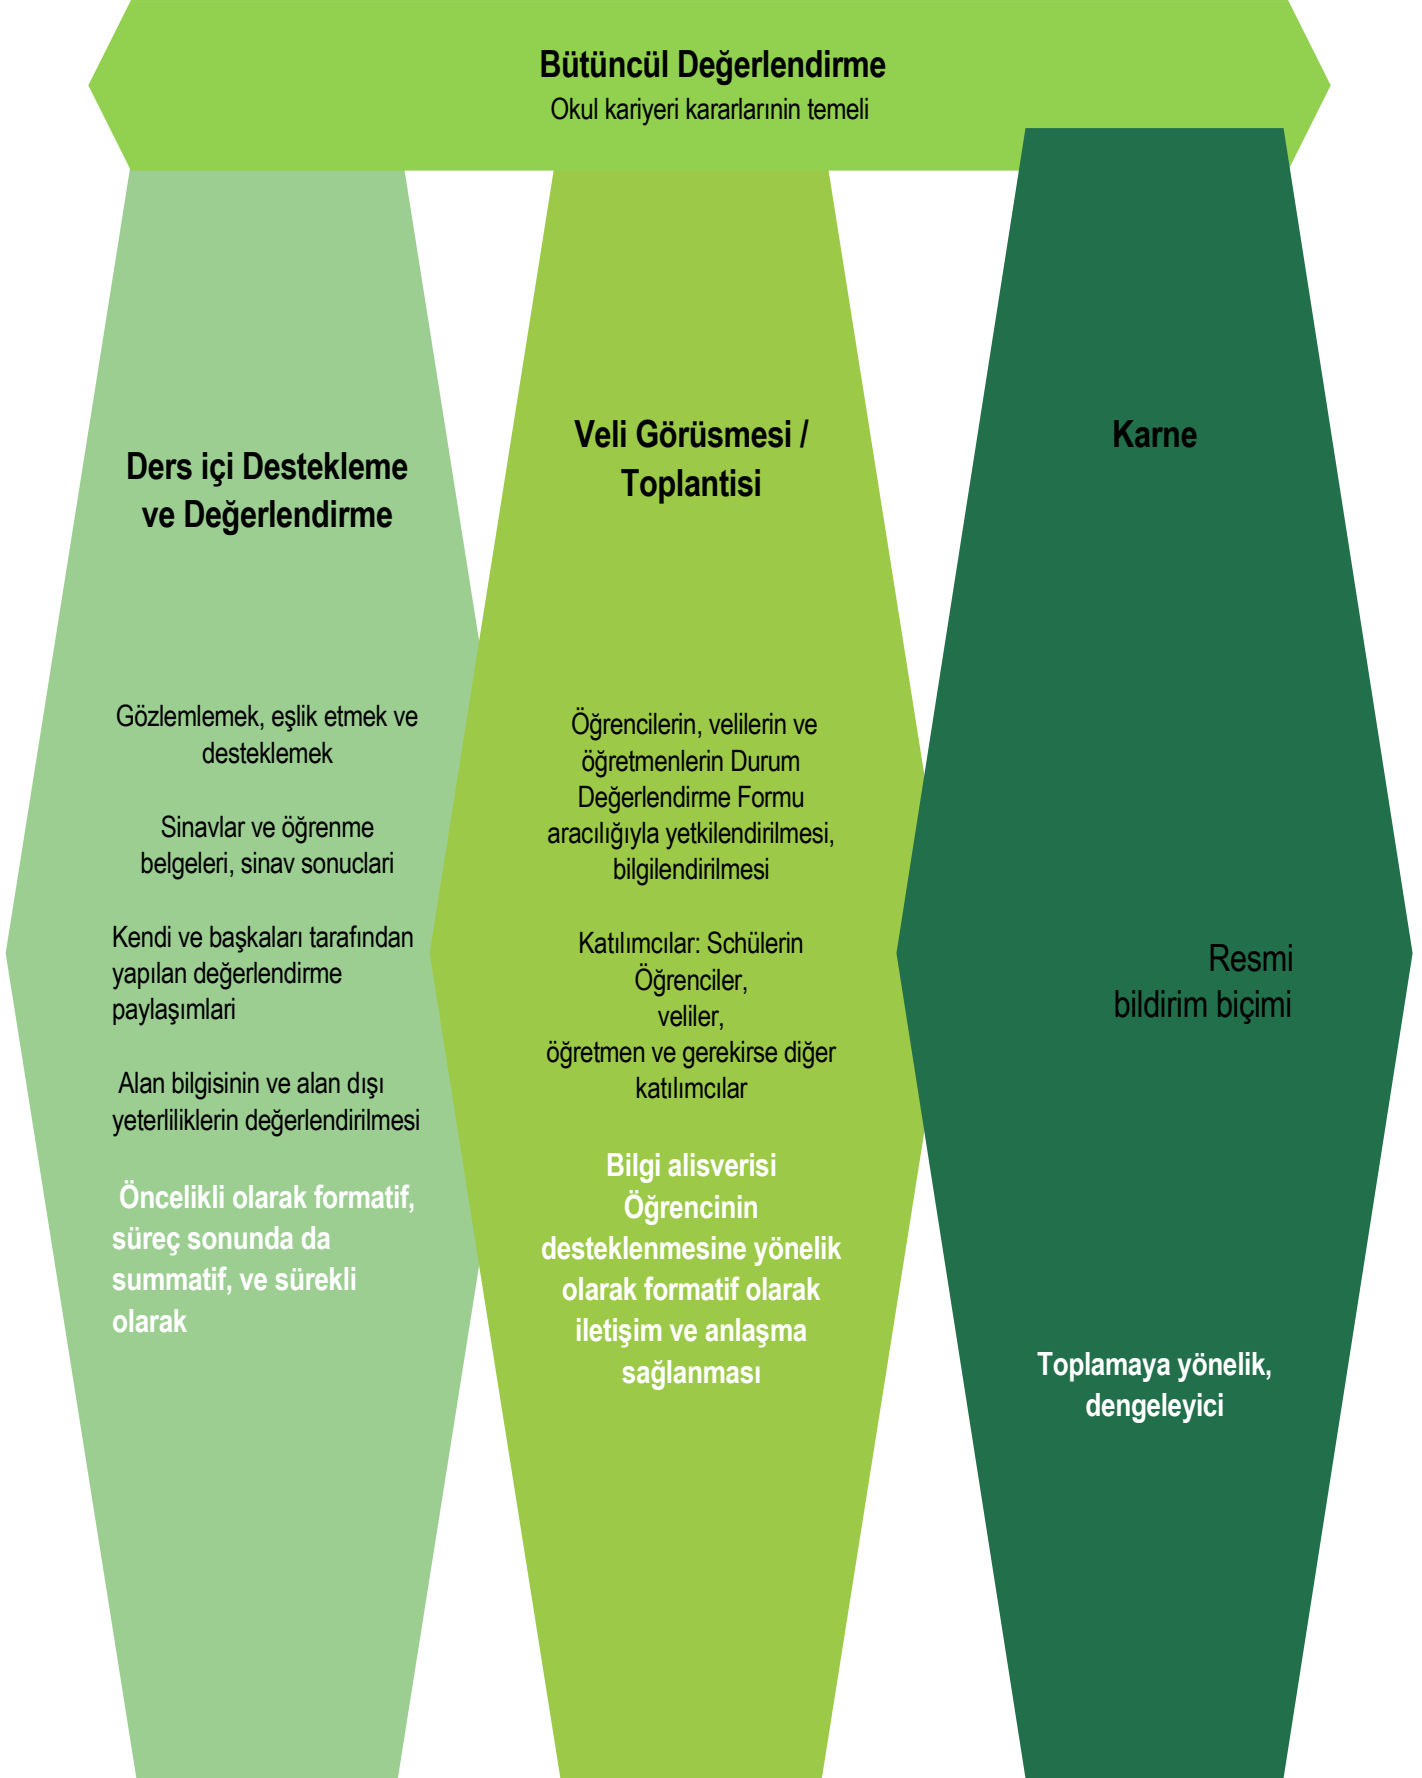 Bütüncül Değerlendirme
Okul kariyeri kararlarınin temeli
Ders içi Destekleme
ve Değerlendirme
Gözlemlemek, eşlik etmek ve
desteklemek
Sinavlar ve öğrenme
belgeleri, sinav sonuclari
Kendi ve başkaları tarafından
yapılan değerlendirme
paylaşımlari
Alan bilgisinin ve alan dışı
yeterliliklerin değerlendirilmesi
Öncelikli olarak formatif,
süreç sonunda da
summatif, ve sürekli
olarak
Veli Görüsmesi /
Toplantisi
Öğrencilerin, velilerin ve
öğretmenlerin Durum
Değerlendirme Formu
aracılığıyla yetkilendirilmesi,
bilgilendirilmesi
Katılımcılar: Schülerin
Öğrenciler,
veliler,
öğretmen ve gerekirse diğer
katılımcılar
Bilgi alisverisi
Öğrencinin
desteklenmesine yönelik
olarak formatif olarak
iletişim ve anlaşma
sağlanması
Karne
Resmi
bildirim biçimi
Toplamaya yönelik,
dengeleyici